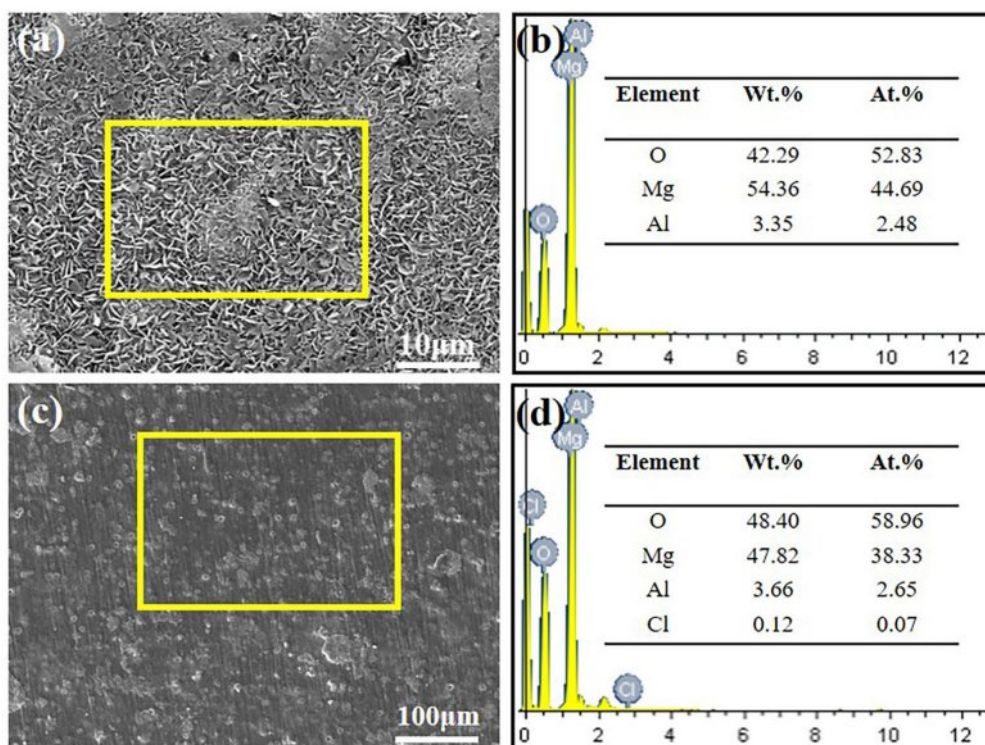 (a)
10μm
(b)
Al
Mg
O
Element Wt.% At.%
O 42.29 52.83
Mg 54.36 44.69
Al 3.35 2.48
0 2 4 6 8 10 12
(c)
100μm
(d)
Al
Mg
Cl
O
Cl
Element Wt.% At.%
O 48.40 58.96
Mg 47.82 38.33
Al 3.66 2.65
Cl 0.12 0.07
0 2 4 6 8 10 12